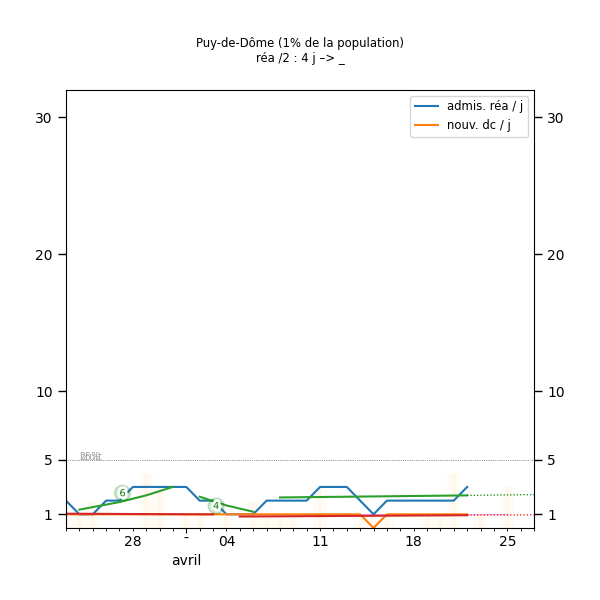 Puy-de-Dôme (1% de la population)
réa /2 : 4 j –> _
admis. réa / j
nouv. dc / j
30 30
20 20
10 10
5 5
6
4
1 1
28 - 04 11 18 25
avril